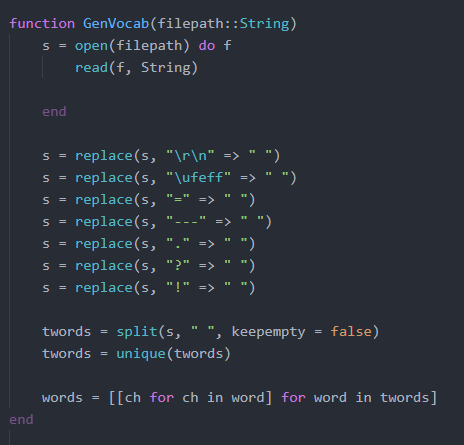 function GenVocab(filepath::String)
    s = open(filepath) do f
        read(f, String)
    end
    s = replace(s, "\r\n" => " ")
    s = replace(s, "\ufeff" => " ")
    s = replace(s, "=" => " ")
    s = replace(s, "---" => " ")
    s = replace(s, "." => " ")
    s = replace(s, "?" => " ")
    s = replace(s, "!" => " ")
    twords = split(s, " ", keepempty = false)
    twords = unique(twords)
    words = [[ch for ch in word] for word in twords]
end